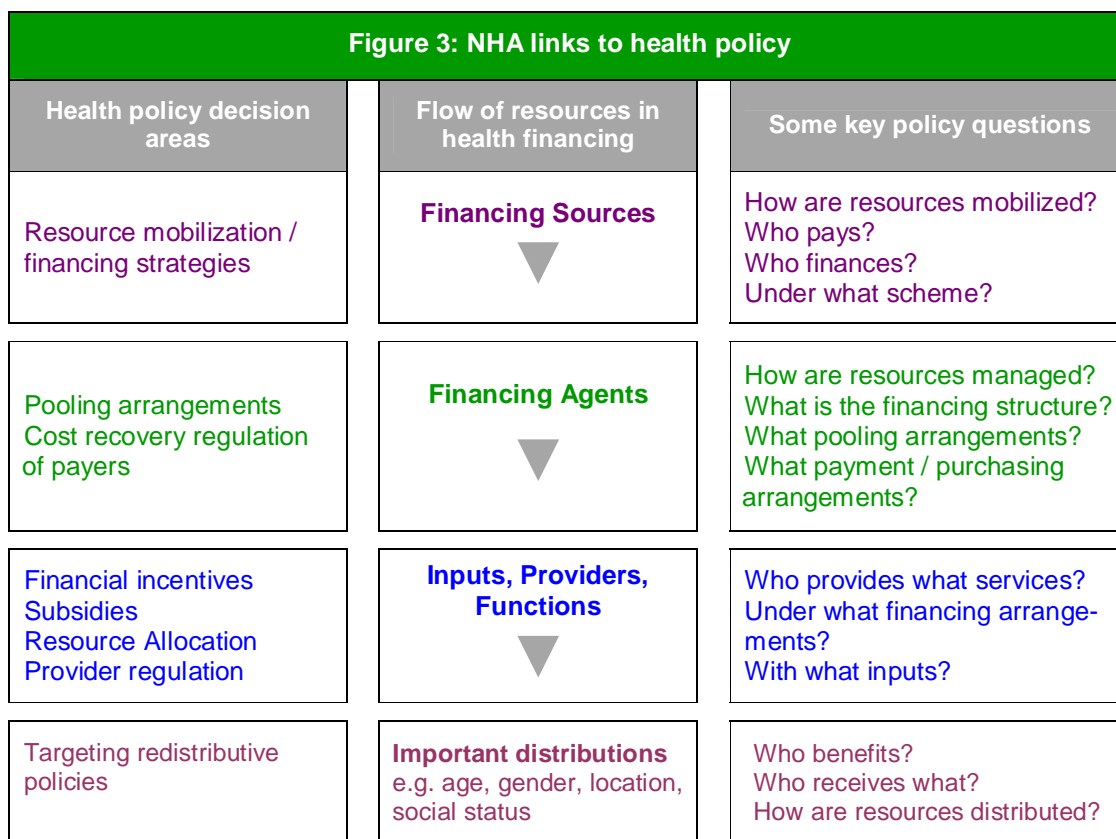 Figure 3: NHA links to health policy
Health policy decision
areas
Flow of resources in
health financing
Some key policy questions
Resource mobilization /
financing strategies
Financing Sources
How are resources mobilized?
Who pays?
Who finances?
Under what scheme?
Pooling arrangements
Cost recovery regulation
of payers
Financing Agents
How are resources managed?
What is the financing structure?
What pooling arrangements?
What payment / purchasing
arrangements?
Financial incentives
Subsidies
Resource Allocation
Provider regulation
Inputs, Providers,
Functions
Who provides what services?
Under what financing arrange-
ments?
With what inputs?
Targeting redistributive
policies
Important distributions
e.g. age, gender, location,
social status
Who benefits?
Who receives what?
How are resources distributed?